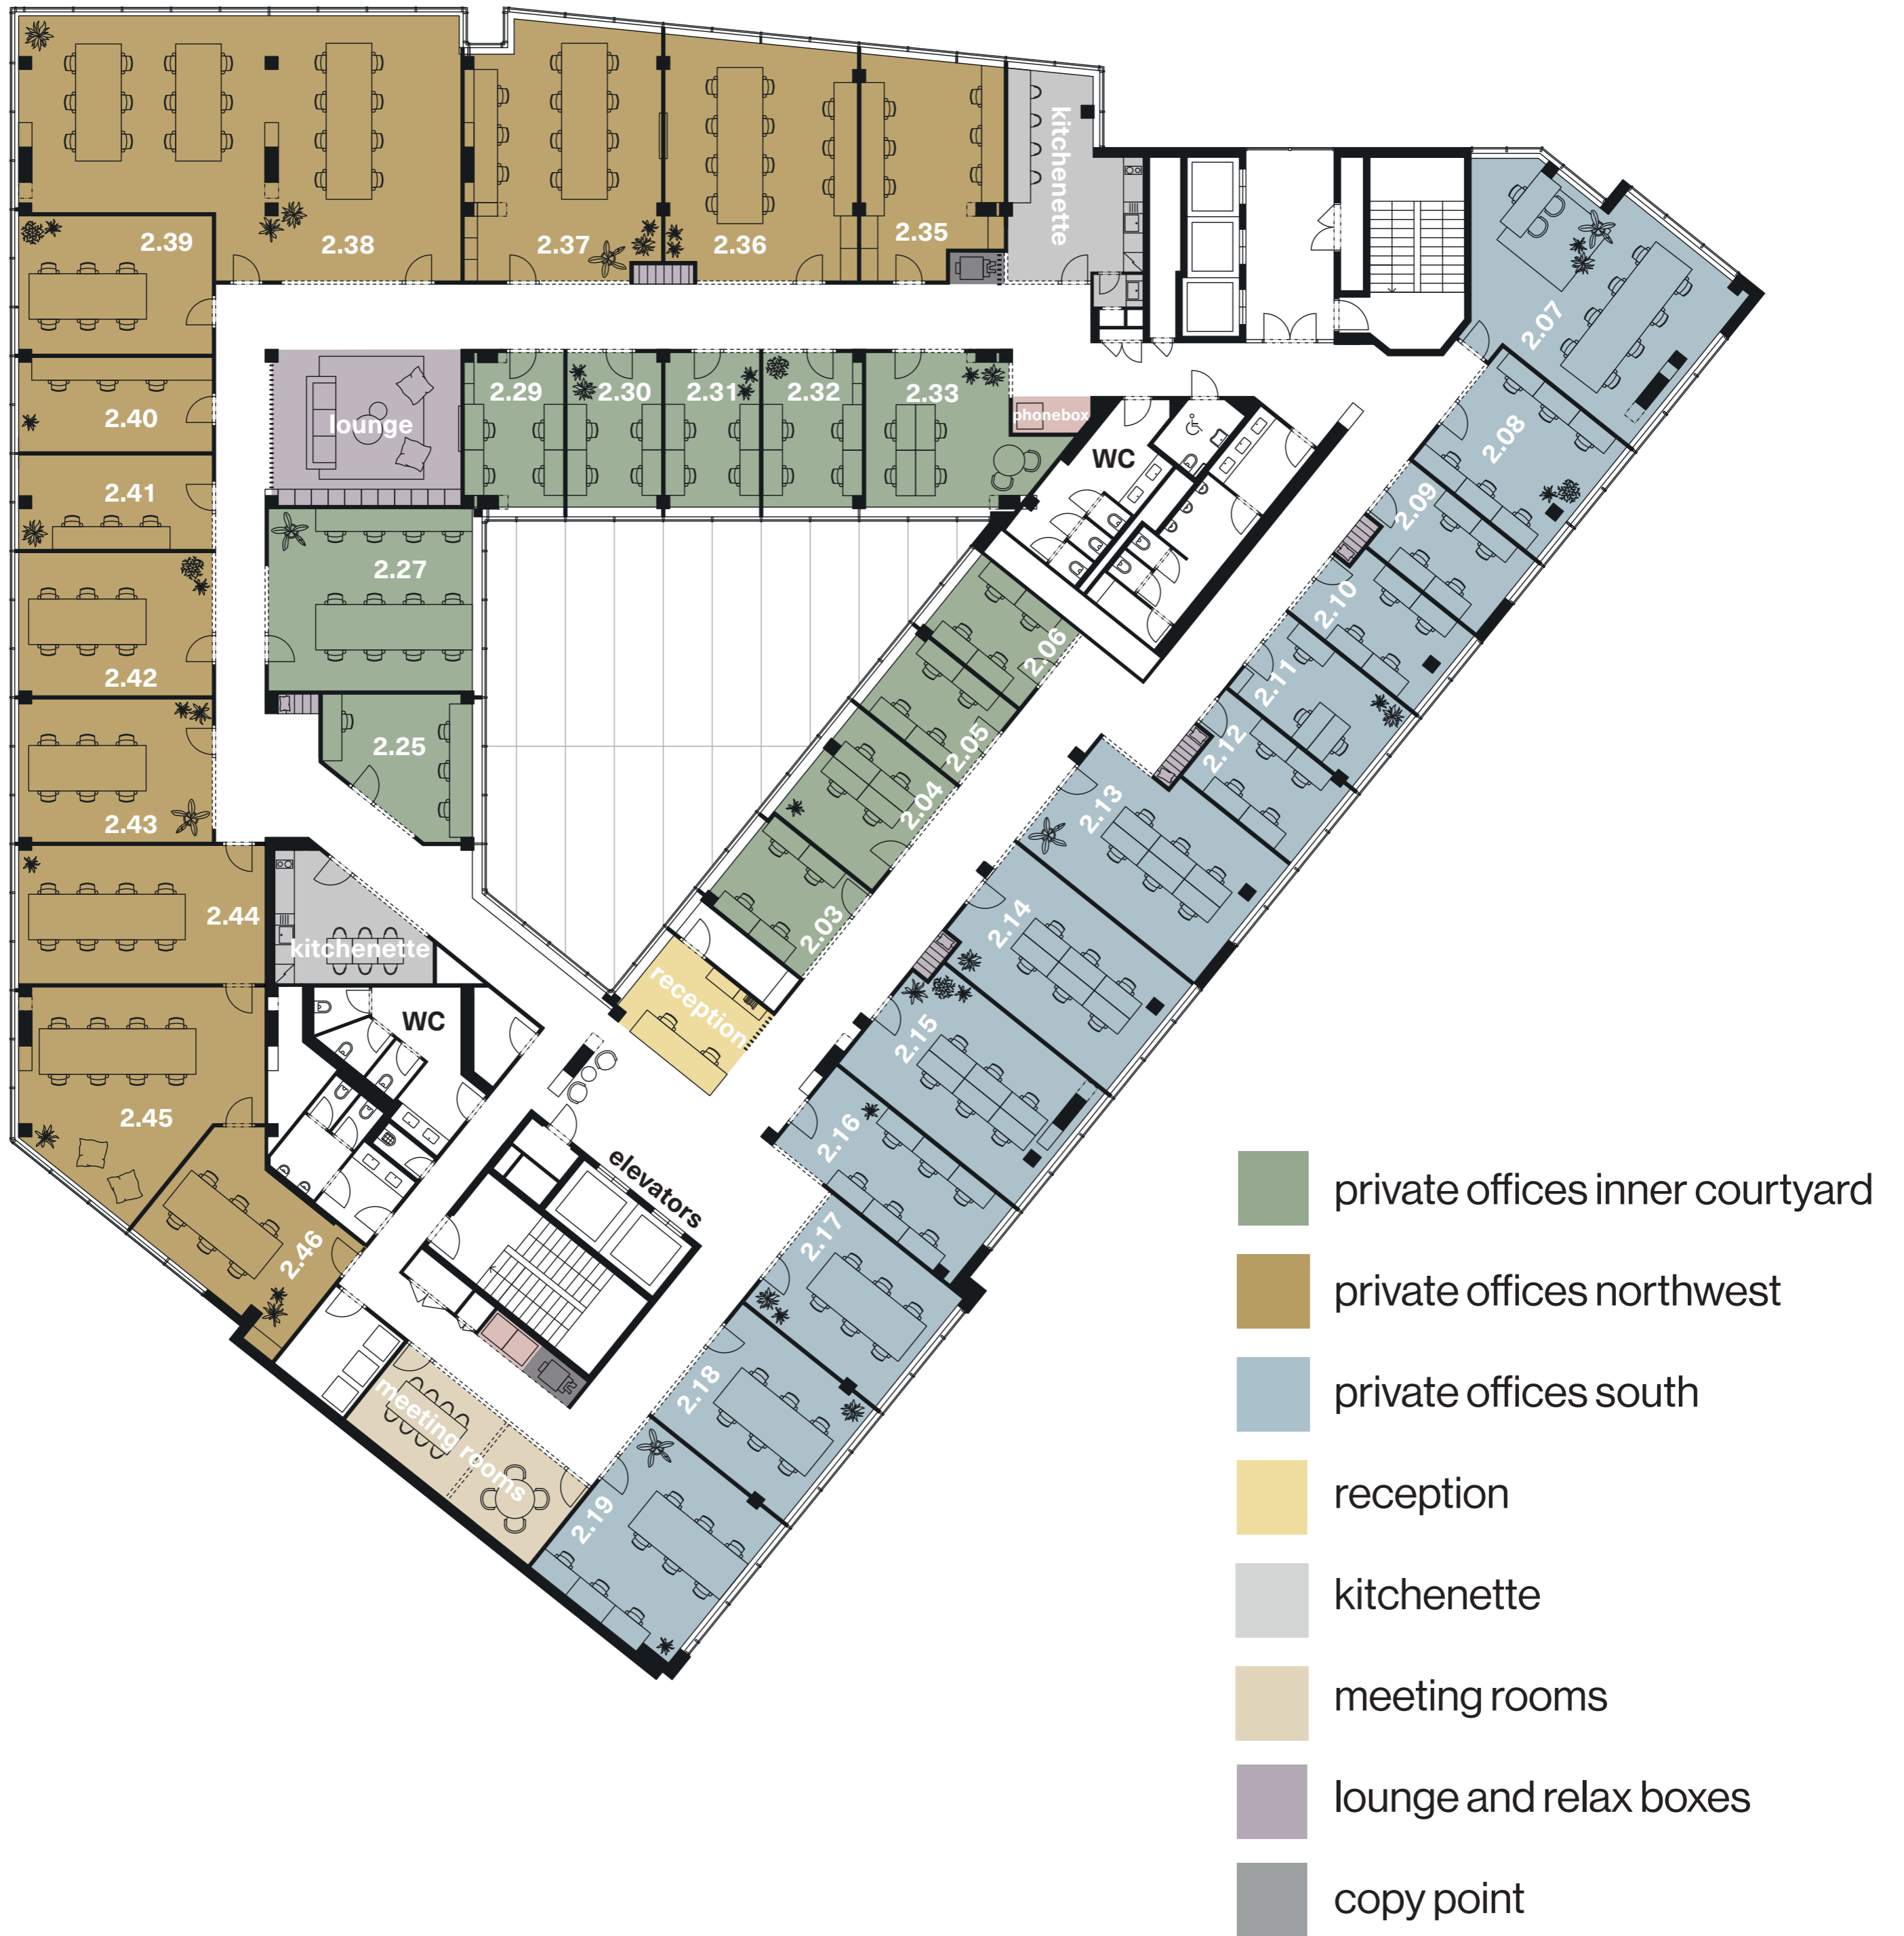 kitchenette
2.39
2.38
2.37
2.36
2.35
2.07
2.40
lounge
2.29
2.30
2.31
2.32
2.33
phonebox
WC
2.08
2.41
2.09
2.27
2.10
2.06
2.42
2.11
2.25
2.05
2.12
2.43
2.04
2.13
2.44
kitchenette
2.03
2.14
reception
WC
2.15
2.45
2.16
elevators
2.46
2.17
2.18
meeting rooms
2.19
private offices inner courtyard
private offices northwest
private offices south
reception
kitchenette
meeting rooms
lounge and relax boxes
copy point